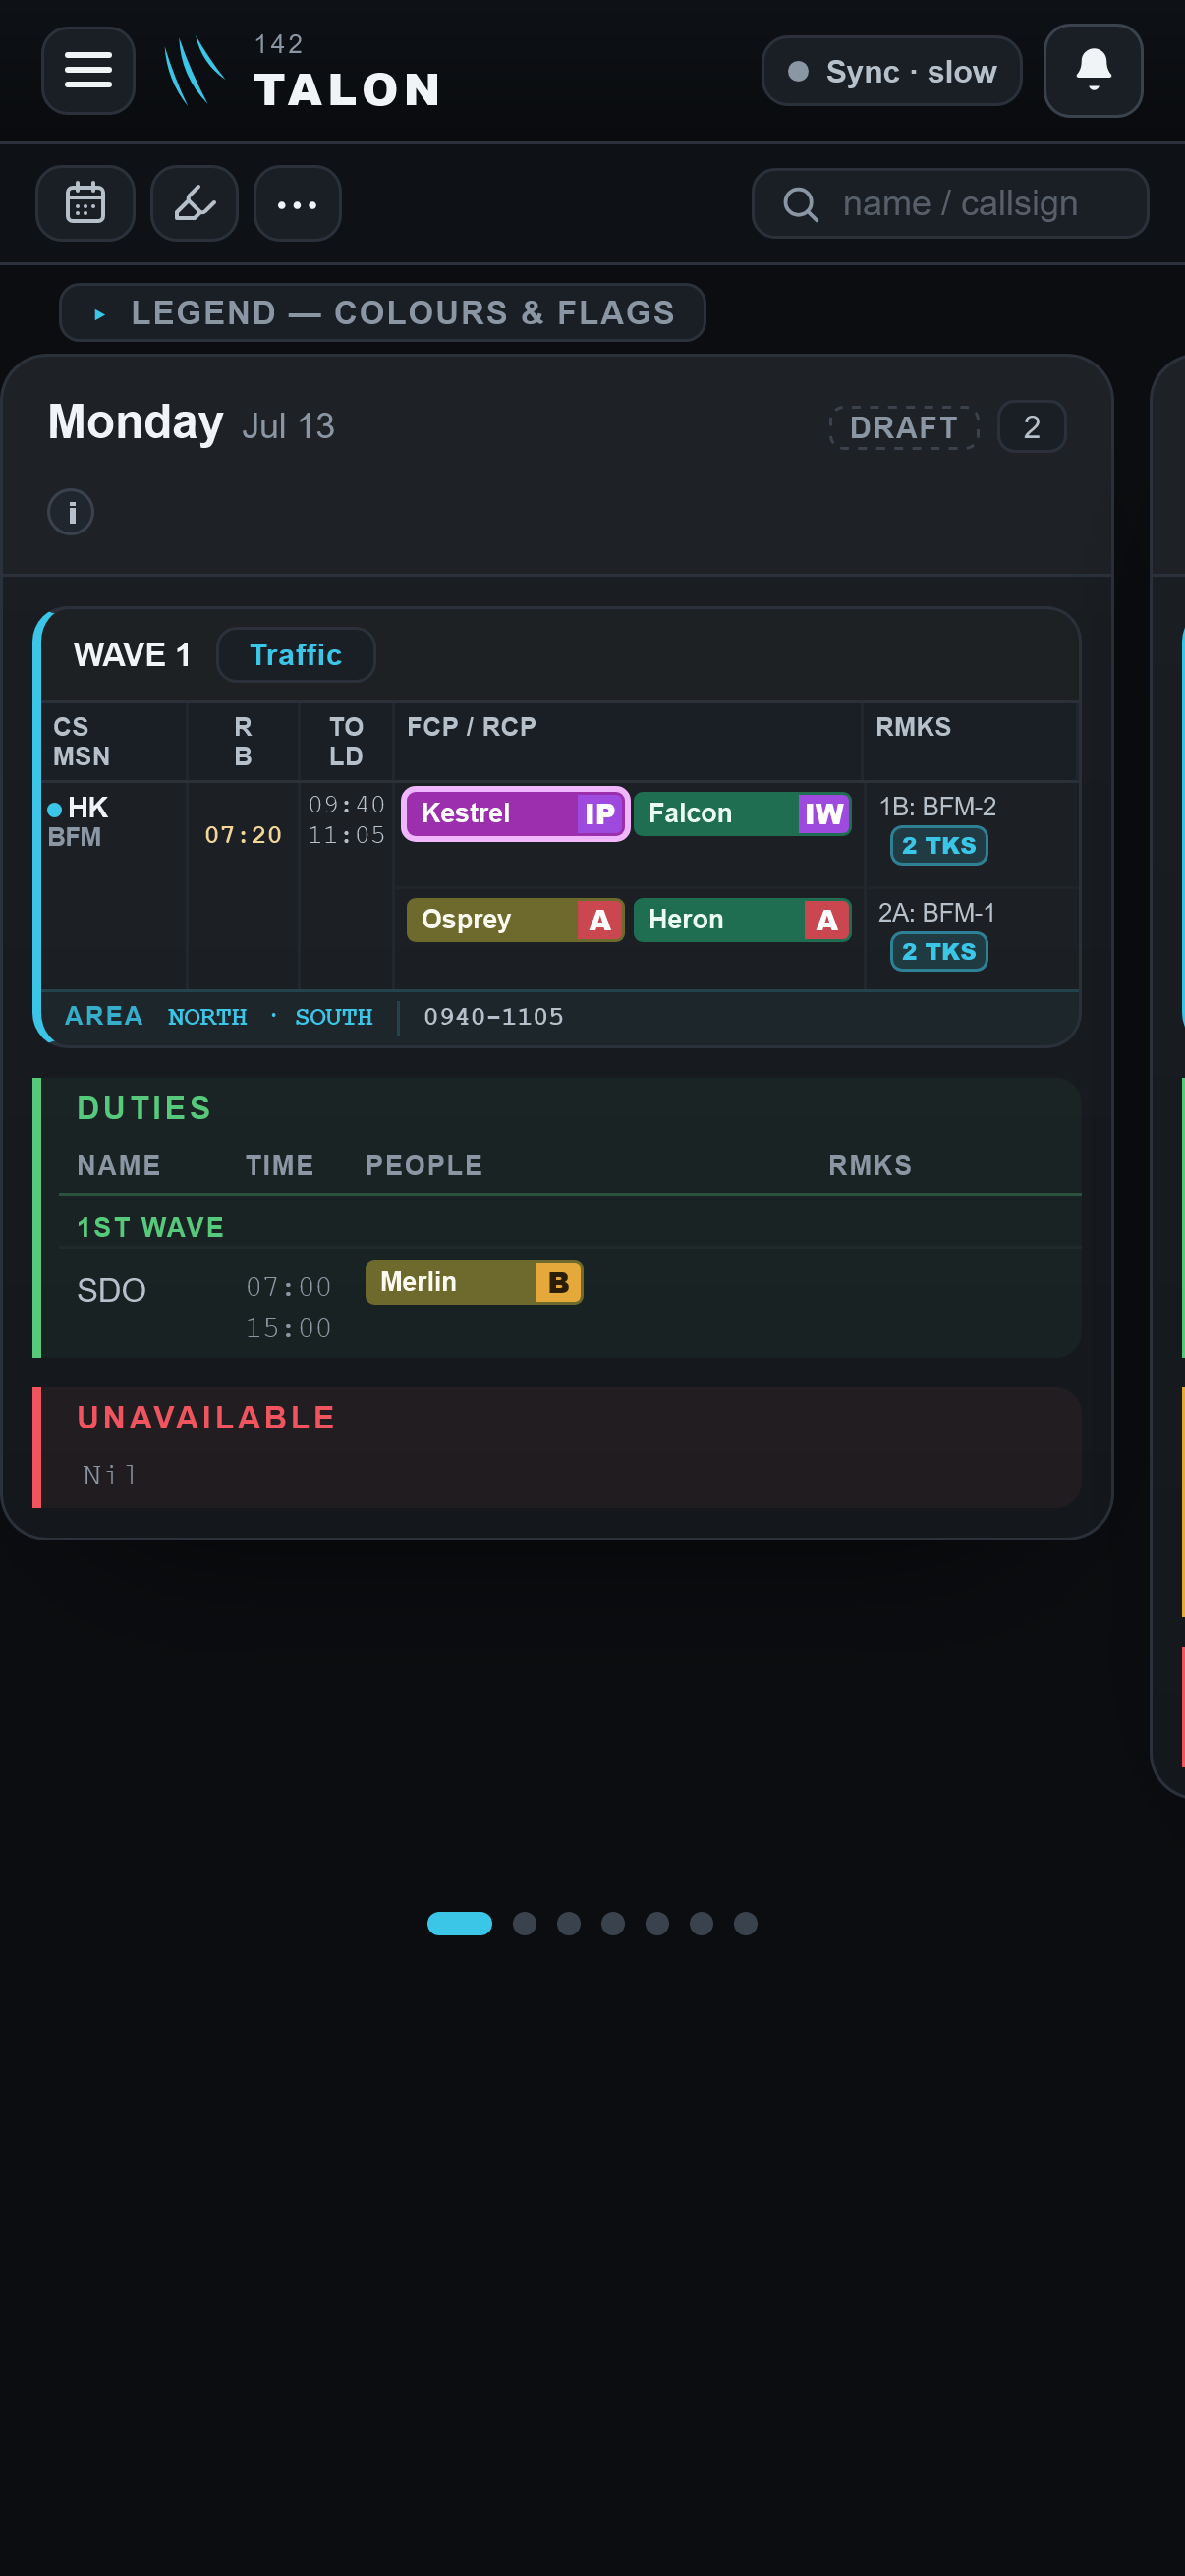 142
TALON
Sync · slow
name / callsign
LEGEND — COLOURS & FLAGS
Monday Jul 13 DRAFT 2
i
WAVE 1 Traffic
CS R TO FCP / RCP RMKS
MSN B LD
HK 09:40 Kestrel IP Falcon IW 1B: BFM-2
BFM 07:20 11:05 2 TKS
Osprey A Heron A 2A: BFM-1
2 TKS
AREA NORTH · SOUTH 0940–1105
DUTIES
NAME TIME PEOPLE RMKS
1ST WAVE
SDO 07:00 Merlin B
15:00
UNAVAILABLE
Nil